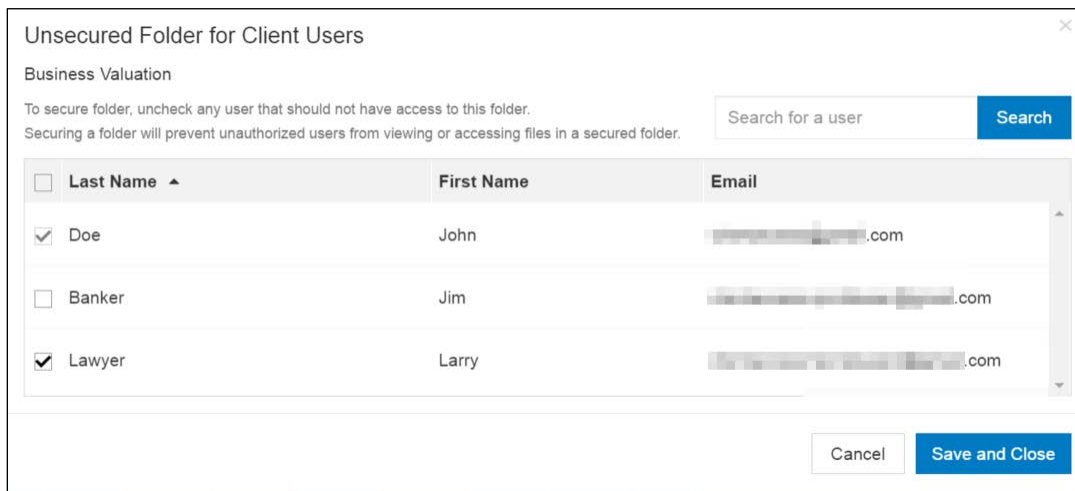 Unsecured Folder for Client Users
Business Valuation
To secure folder, uncheck any user that should not have access to this folder.
Securing a folder will prevent unauthorized users from viewing or accessing files in a secured folder.
Search for a user Search
Last Name First Name Email
Doe John .com
Banker Jim .com
Lawyer Larry .com
Cancel Save and Close